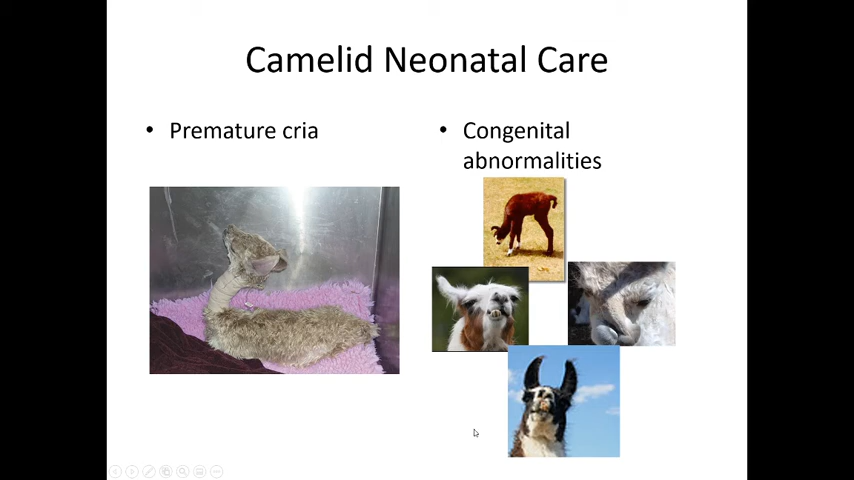 Camelid Neonatal Care
• Premature cria
• Congenital
abnormalities